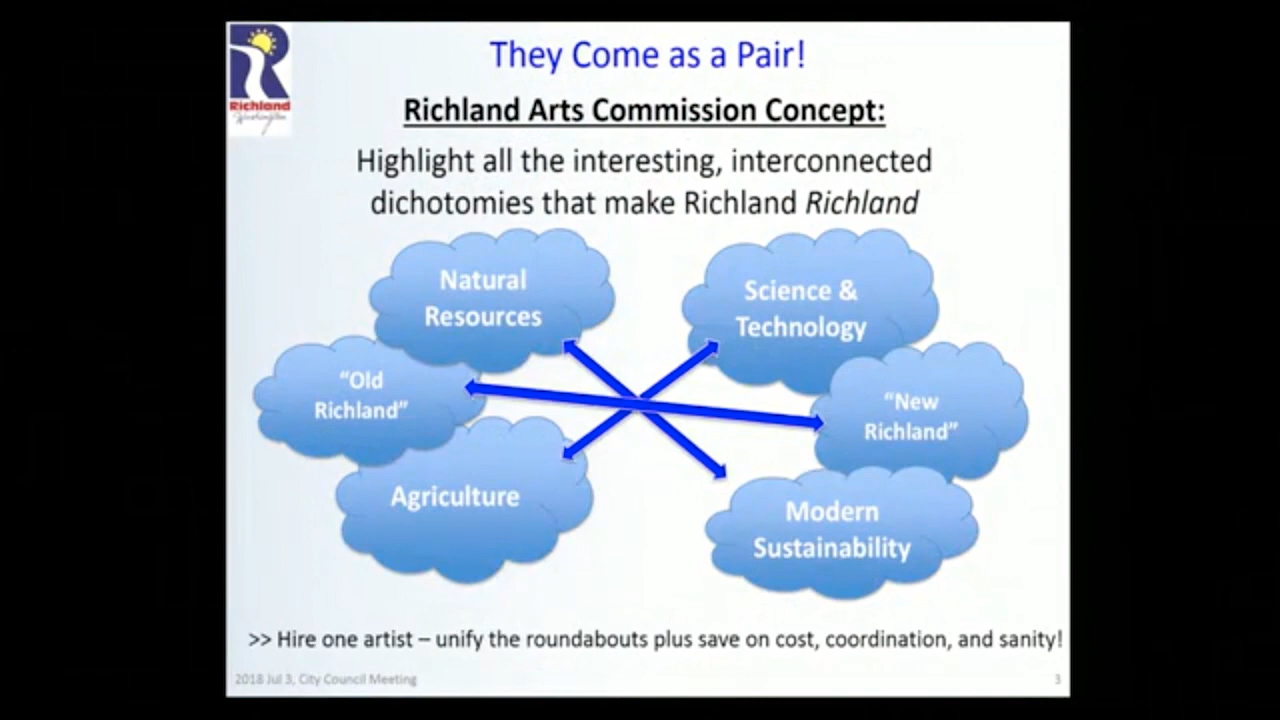 They Come as a Pair!
Richland
Washington
Richland Arts Commission Concept:
Highlight all the interesting, interconnected
dichotomies that make Richland Richland
Natural
Resources
Science &
Technology
“Old
Richland”
“New
Richland”
Agriculture
Modern
Sustainability
>> Hire one artist – unify the roundabouts plus save on cost, coordination, and sanity!
2018 Jul 3, City Council Meeting
3